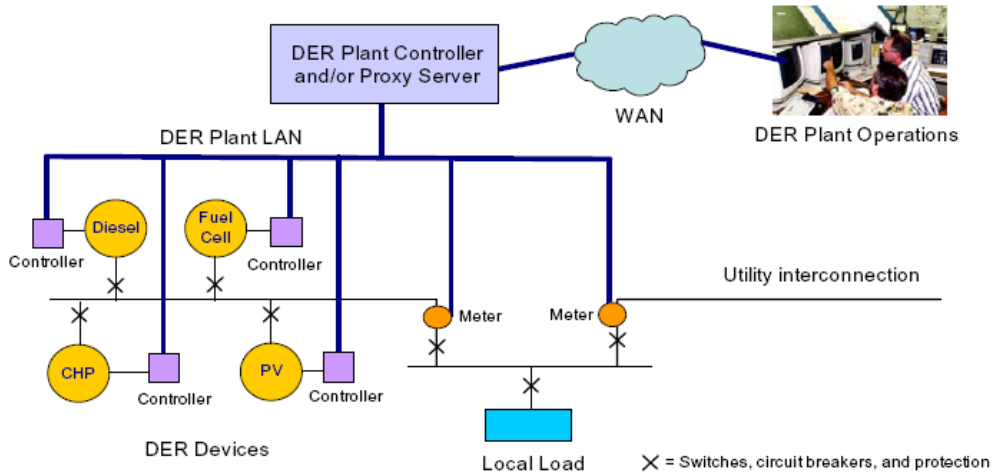 DER Plant Controller
and/or Proxy Server
WAN
DER Plant Operations
DER Plant LAN
Diesel
Fuel
Cell
Controller
Controller
Utility interconnection
Meter
Meter
CHP
PV
Controller
Controller
DER Devices
Local Load
= Switches, circuit breakers, and protection